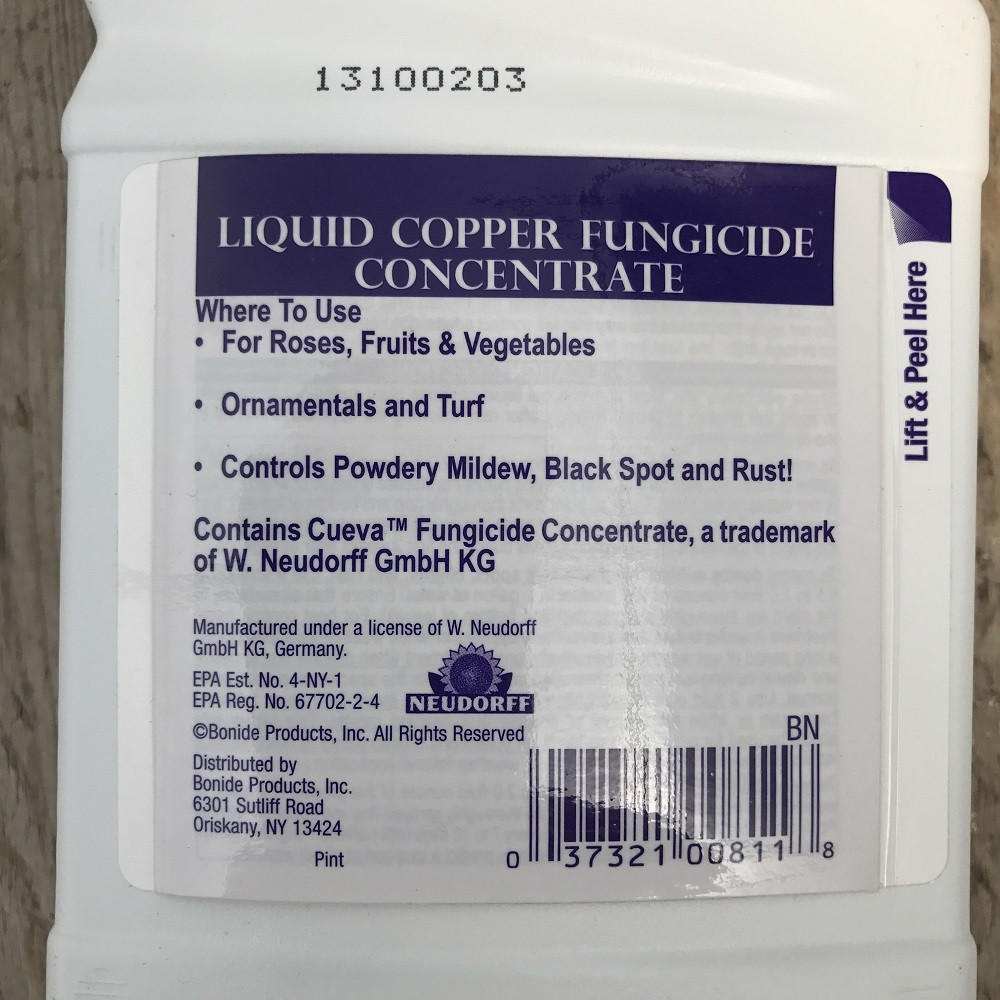 13100203
LIQUID COPPER FUNGICIDE
CONCENTRATE
Where To Use
• For Roses, Fruits & Vegetables
• Ornamentals and Turf
• Controls Powdery Mildew, Black Spot and Rust!
Contains Cueva™ Fungicide Concentrate, a trademark
of W. Neudorff GmbH KG
Manufactured under a license of W. Neudorff
GmbH KG, Germany.
EPA Est. No. 4-NY-1
EPA Reg. No. 67702-2-4
NEUDORFF
©Bonide Products, Inc. All Rights Reserved
Distributed by
Bonide Products, Inc.
6301 Sutliff Road
Oriskany, NY 13424
Pint
BN
0 37321 00811 8
Lift & Peel Here